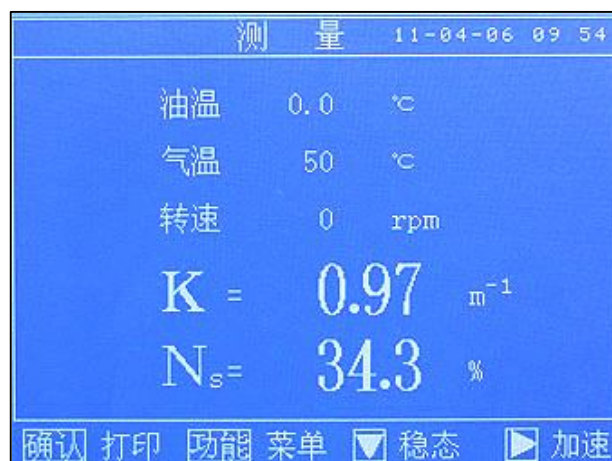 测 量 11-04-06 09 54
油温 0.0 ℃
气温 50 ℃
转速 0 rpm
K = 0.97 m⁻¹
Nₛ= 34.3 %
确认 打印 功能 菜单 ▼ 稳态 ▶ 加速